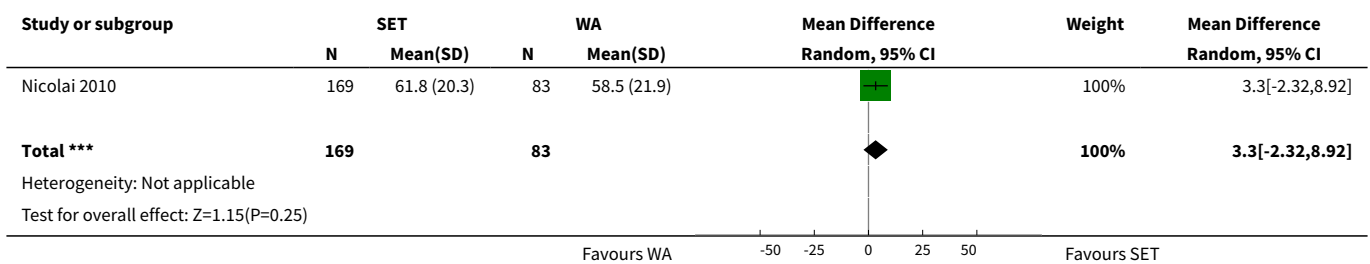 Study or subgroup SET WA Mean Difference Weight Mean Difference
N Mean(SD) N Mean(SD) Random, 95% CI Random, 95% CI
Nicolai 2010 169 61.8 (20.3) 83 58.5 (21.9) 100% 3.3[-2.32,8.92]
Total *** 169 83 100% 3.3[-2.32,8.92]
Heterogeneity: Not applicable
Test for overall effect: Z=1.15(P=0.25)
Favours WA -50 -25 0 25 50 Favours SET